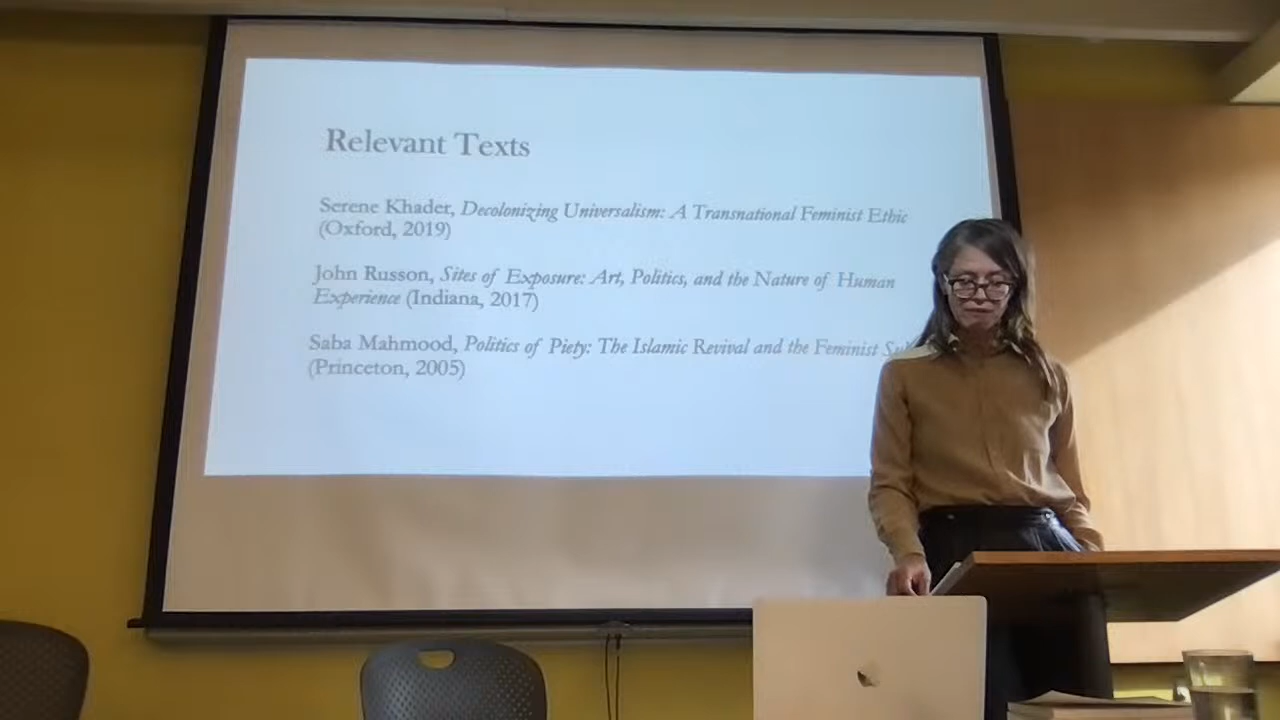 Relevant Texts
Serene Khader, Decolonizing Universalism: A Transnational Feminist Ethic
(Oxford, 2019)
John Russon, Sites of Exposure: Art, Politics, and the Nature of Human
Experience (Indiana, 2017)
Saba Mahmood, Politics of Piety: The Islamic Revival and the Feminist
(Princeton, 2005)